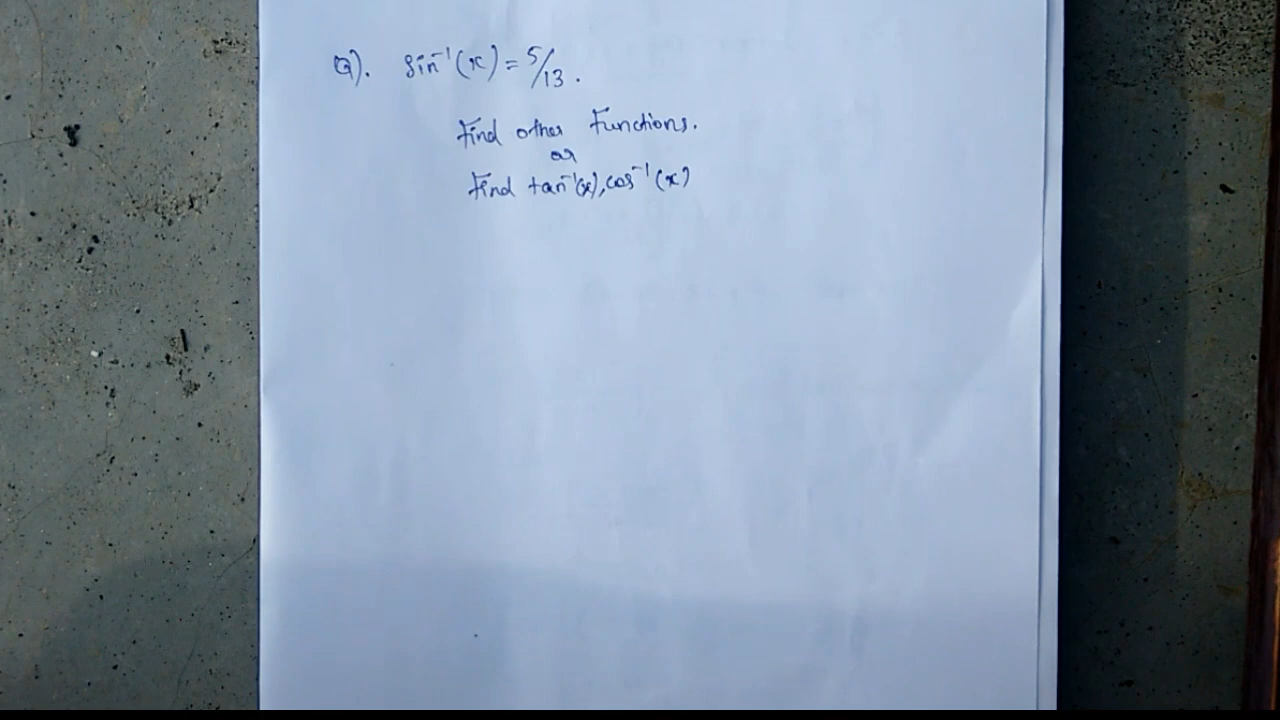 Q). sin⁻¹(x) = 5/13.
Find other Functions.
or
Find tan⁻¹(x), cos⁻¹(x)